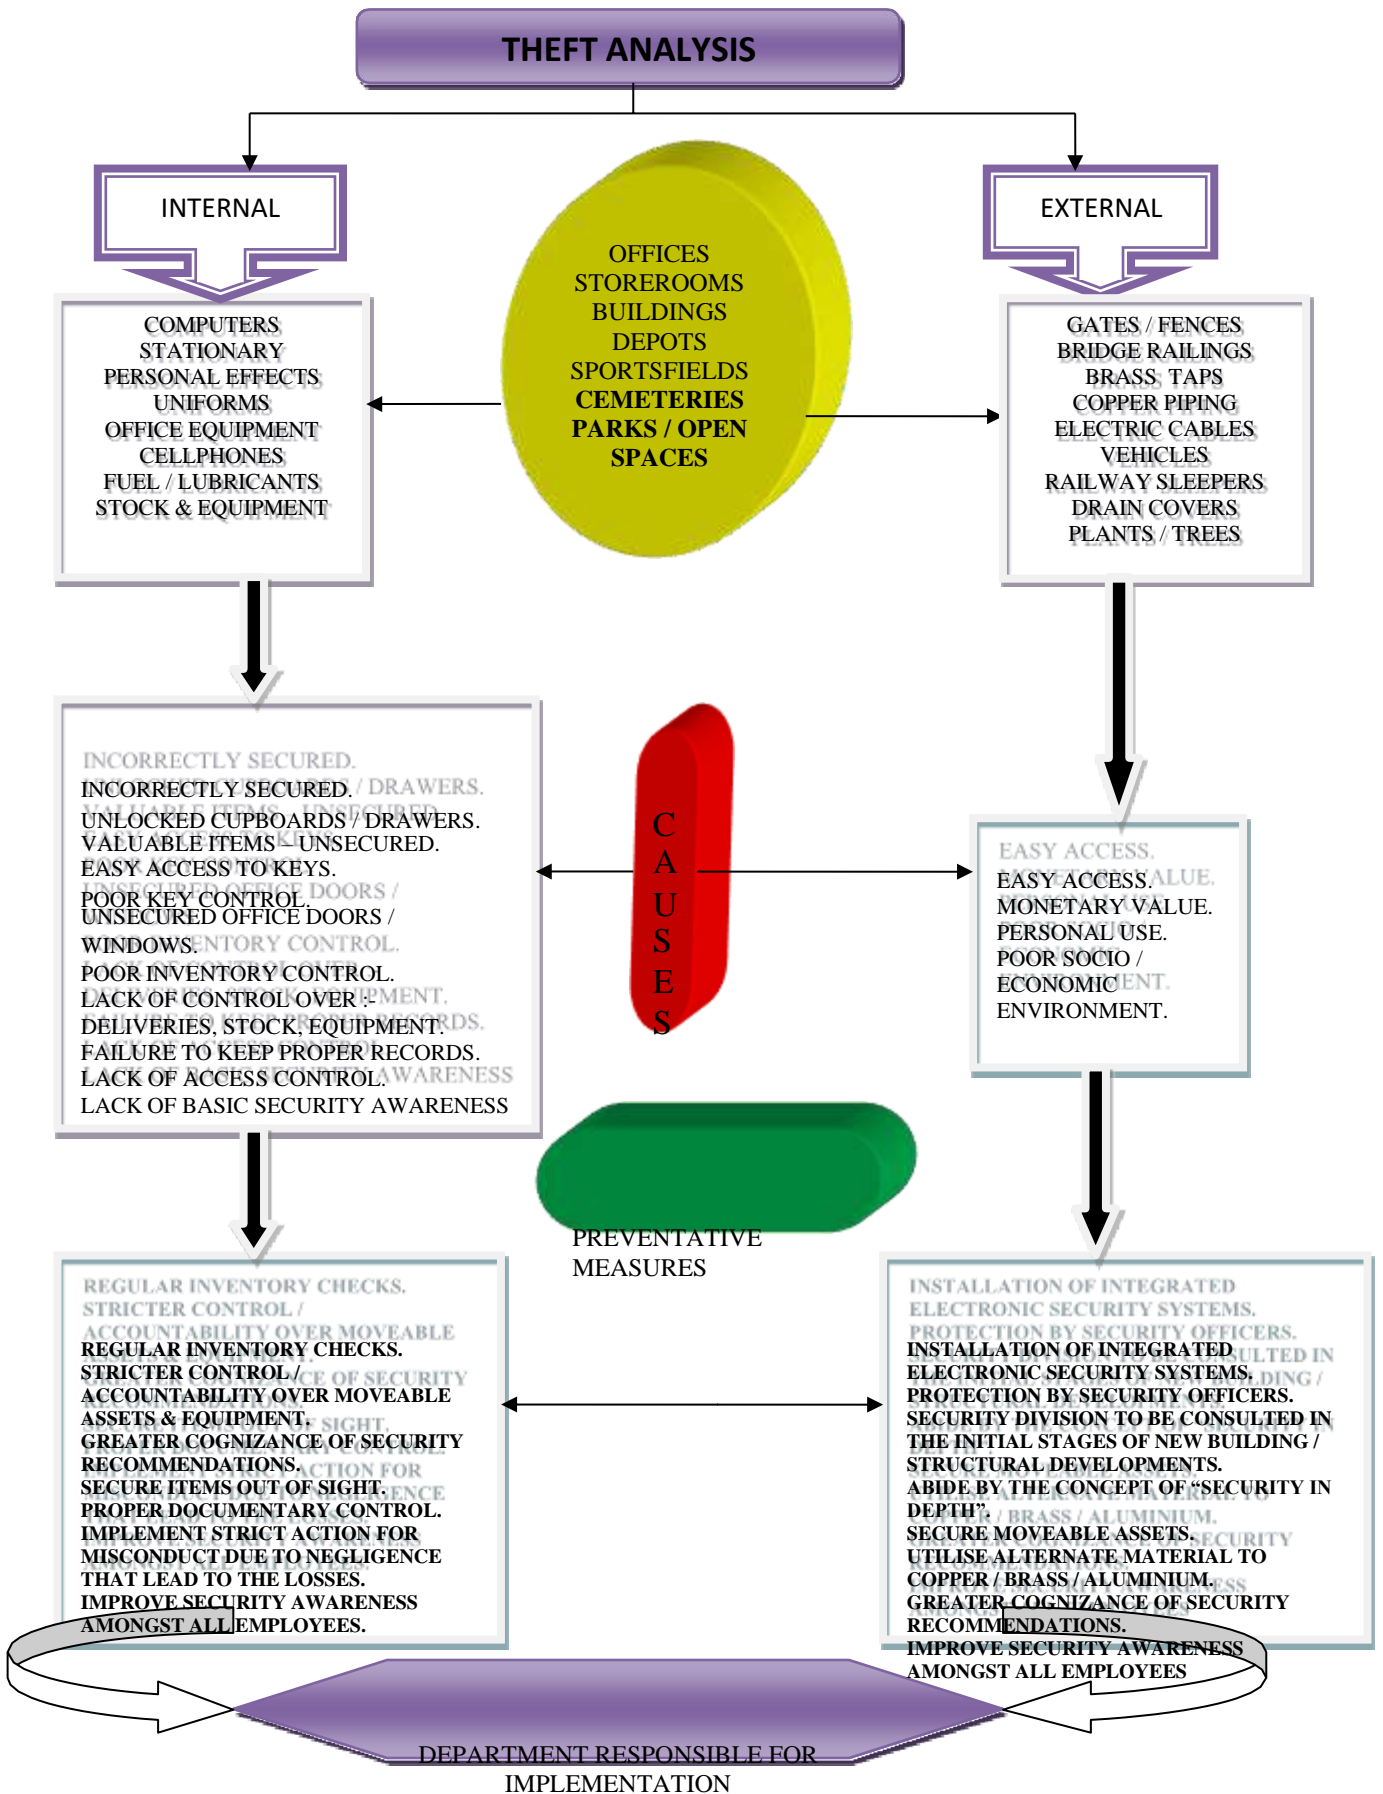 THEFT ANALYSIS
INTERNAL
EXTERNAL
OFFICES
STOREROOMS
BUILDINGS
DEPOTS
SPORTSFIELDS
CEMETERIES
PARKS / OPEN
SPACES
COMPUTERS
STATIONARY
PERSONAL EFFECTS
UNIFORMS
OFFICE EQUIPMENT
CELLPHONES
FUEL / LUBRICANTS
STOCK & EQUIPMENT
GATES / FENCES
BRIDGE RAILINGS
BRASS TAPS
COPPER PIPING
ELECTRIC CABLES
VEHICLES
RAILWAY SLEEPERS
DRAIN COVERS
PLANTS / TREES
INCORRECTLY SECURED.
UNLOCKED CUPBOARDS / DRAWERS.
VALUABLE ITEMS – UNSECURED.
EASY ACCESS TO KEYS.
POOR KEY CONTROL.
UNSECURED OFFICE DOORS /
WINDOWS.
POOR INVENTORY CONTROL.
LACK OF CONTROL OVER :-
DELIVERIES, STOCK, EQUIPMENT.
FAILURE TO KEEP PROPER RECORDS.
LACK OF ACCESS CONTROL.
LACK OF BASIC SECURITY AWARENESS
C
A
U
S
E
S
EASY ACCESS.
MONETARY VALUE.
PERSONAL USE.
POOR SOCIO /
ECONOMIC
ENVIRONMENT.
PREVENTATIVE
MEASURES
REGULAR INVENTORY CHECKS.
STRICTER CONTROL /
ACCOUNTABILITY OVER MOVEABLE
ASSETS & EQUIPMENT.
GREATER COGNIZANCE OF SECURITY
RECOMMENDATIONS.
SECURE ITEMS OUT OF SIGHT.
PROPER DOCUMENTARY CONTROL.
IMPLEMENT STRICT ACTION FOR
MISCONDUCT DUE TO NEGLIGENCE
THAT LEAD TO THE LOSSES.
IMPROVE SECURITY AWARENESS
AMONGST ALL EMPLOYEES.
INSTALLATION OF INTEGRATED
ELECTRONIC SECURITY SYSTEMS.
PROTECTION BY SECURITY OFFICERS.
SECURITY DIVISION TO BE CONSULTED IN
THE INITIAL STAGES OF NEW BUILDING /
STRUCTURAL DEVELOPMENTS.
ABIDE BY THE CONCEPT OF “SECURITY IN
DEPTH”.
SECURE MOVEABLE ASSETS.
UTILISE ALTERNATE MATERIAL TO
COPPER / BRASS / ALUMINIUM.
GREATER COGNIZANCE OF SECURITY
RECOMMENDATIONS.
IMPROVE SECURITY AWARENESS
AMONGST ALL EMPLOYEES
DEPARTMENT RESPONSIBLE FOR
IMPLEMENTATION